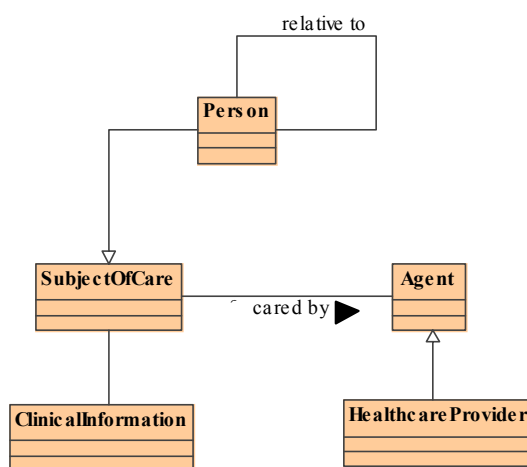 relative to
Person
SubjectOfCare
Agent
cared by
ClinicalInformation
HealthcareProvider